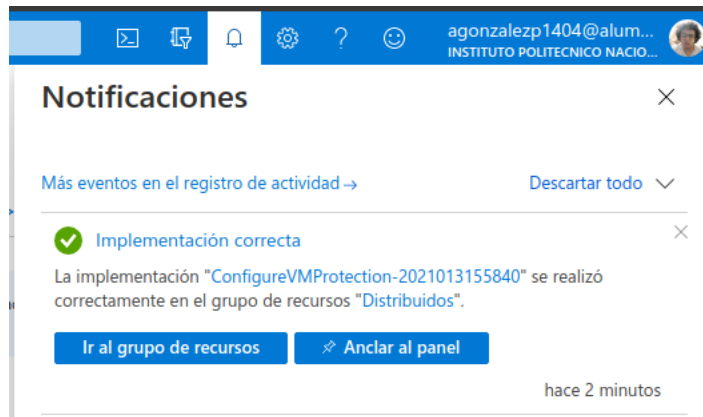 agonzalezp1404@alum...
INSTITUTO POLITECNICO NACIO...
Notificaciones
Más eventos en el registro de actividad →
Descartar todo
Implementación correcta
La implementación "ConfigureVMProtection-2021013155840" se realizó
correctamente en el grupo de recursos "Distribuidos".
Ir al grupo de recursos
Anclar al panel
hace 2 minutos